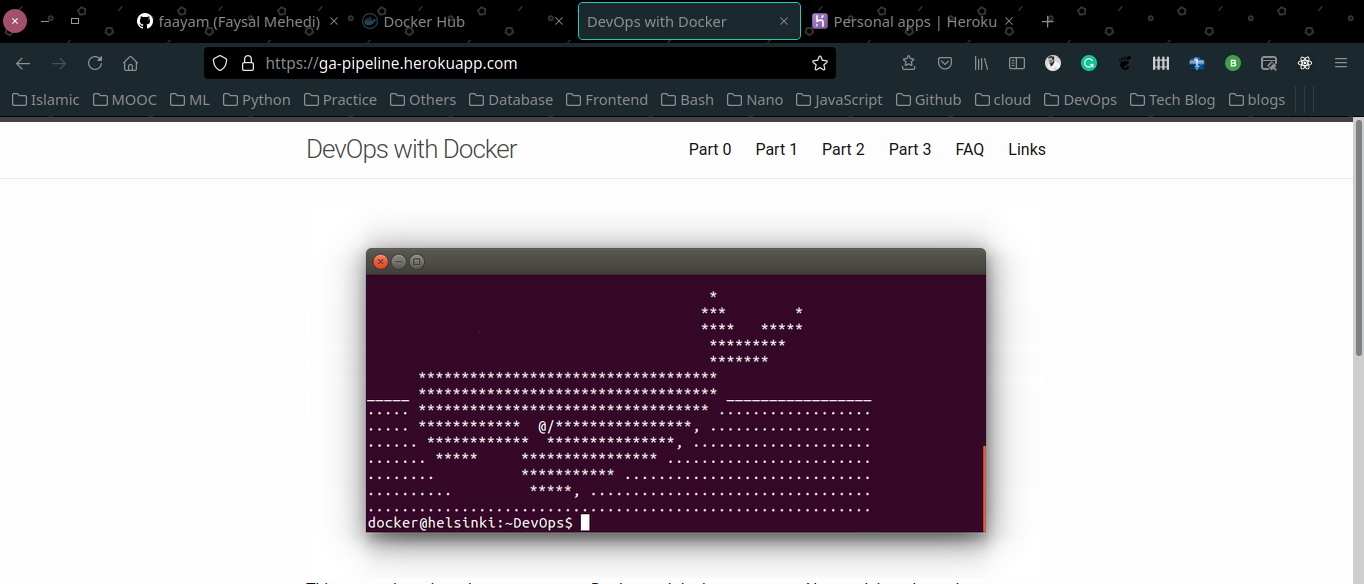 faayam (Faysal Mehedi) Docker Hub DevOps with Docker Personal apps | Heroku
https://ga-pipeline.herokuapp.com
Islamic MOOC ML Python Practice Others Database Frontend Bash Nano JavaScript Github cloud DevOps Tech Blog blogs
DevOps with Docker Part 0 Part 1 Part 2 Part 3 FAQ Links
*
*** *
**** *****
*********
*******
***********************************
_____ *********************************** _________________
..... ********************************** ..................
..... ************ @/****************, ...................
...... ************ ***************, .....................
....... ***** **************** ........................
........ *********** .............................
.......... *****, .................................
...........................................................
docker@helsinki:~DevOps$